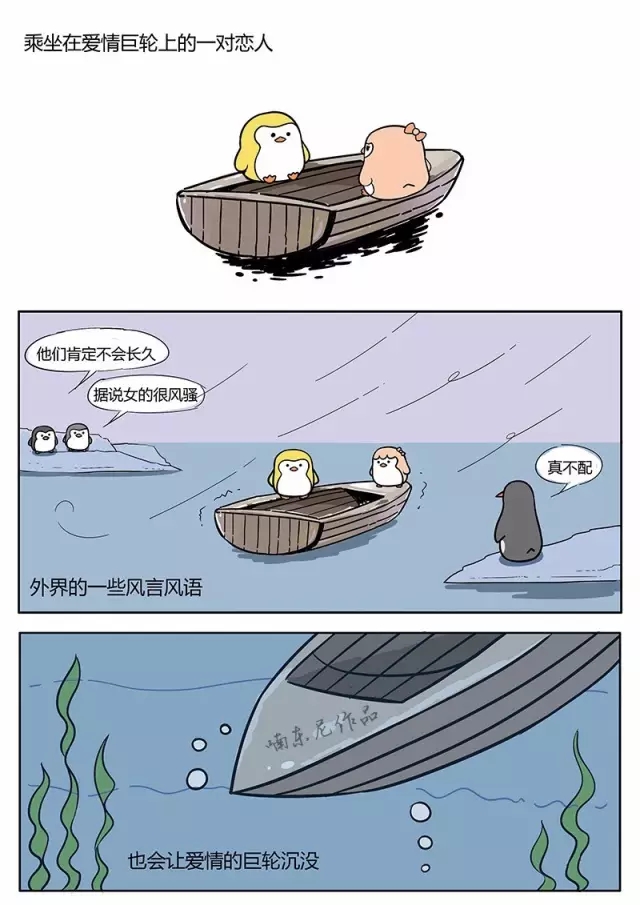 乘坐在爱情巨轮上的一对恋人
他们肯定不会长久
据说女的很风骚
真不配
外界的一些风言风语
喃东尼作品
也会让爱情的巨轮沉没